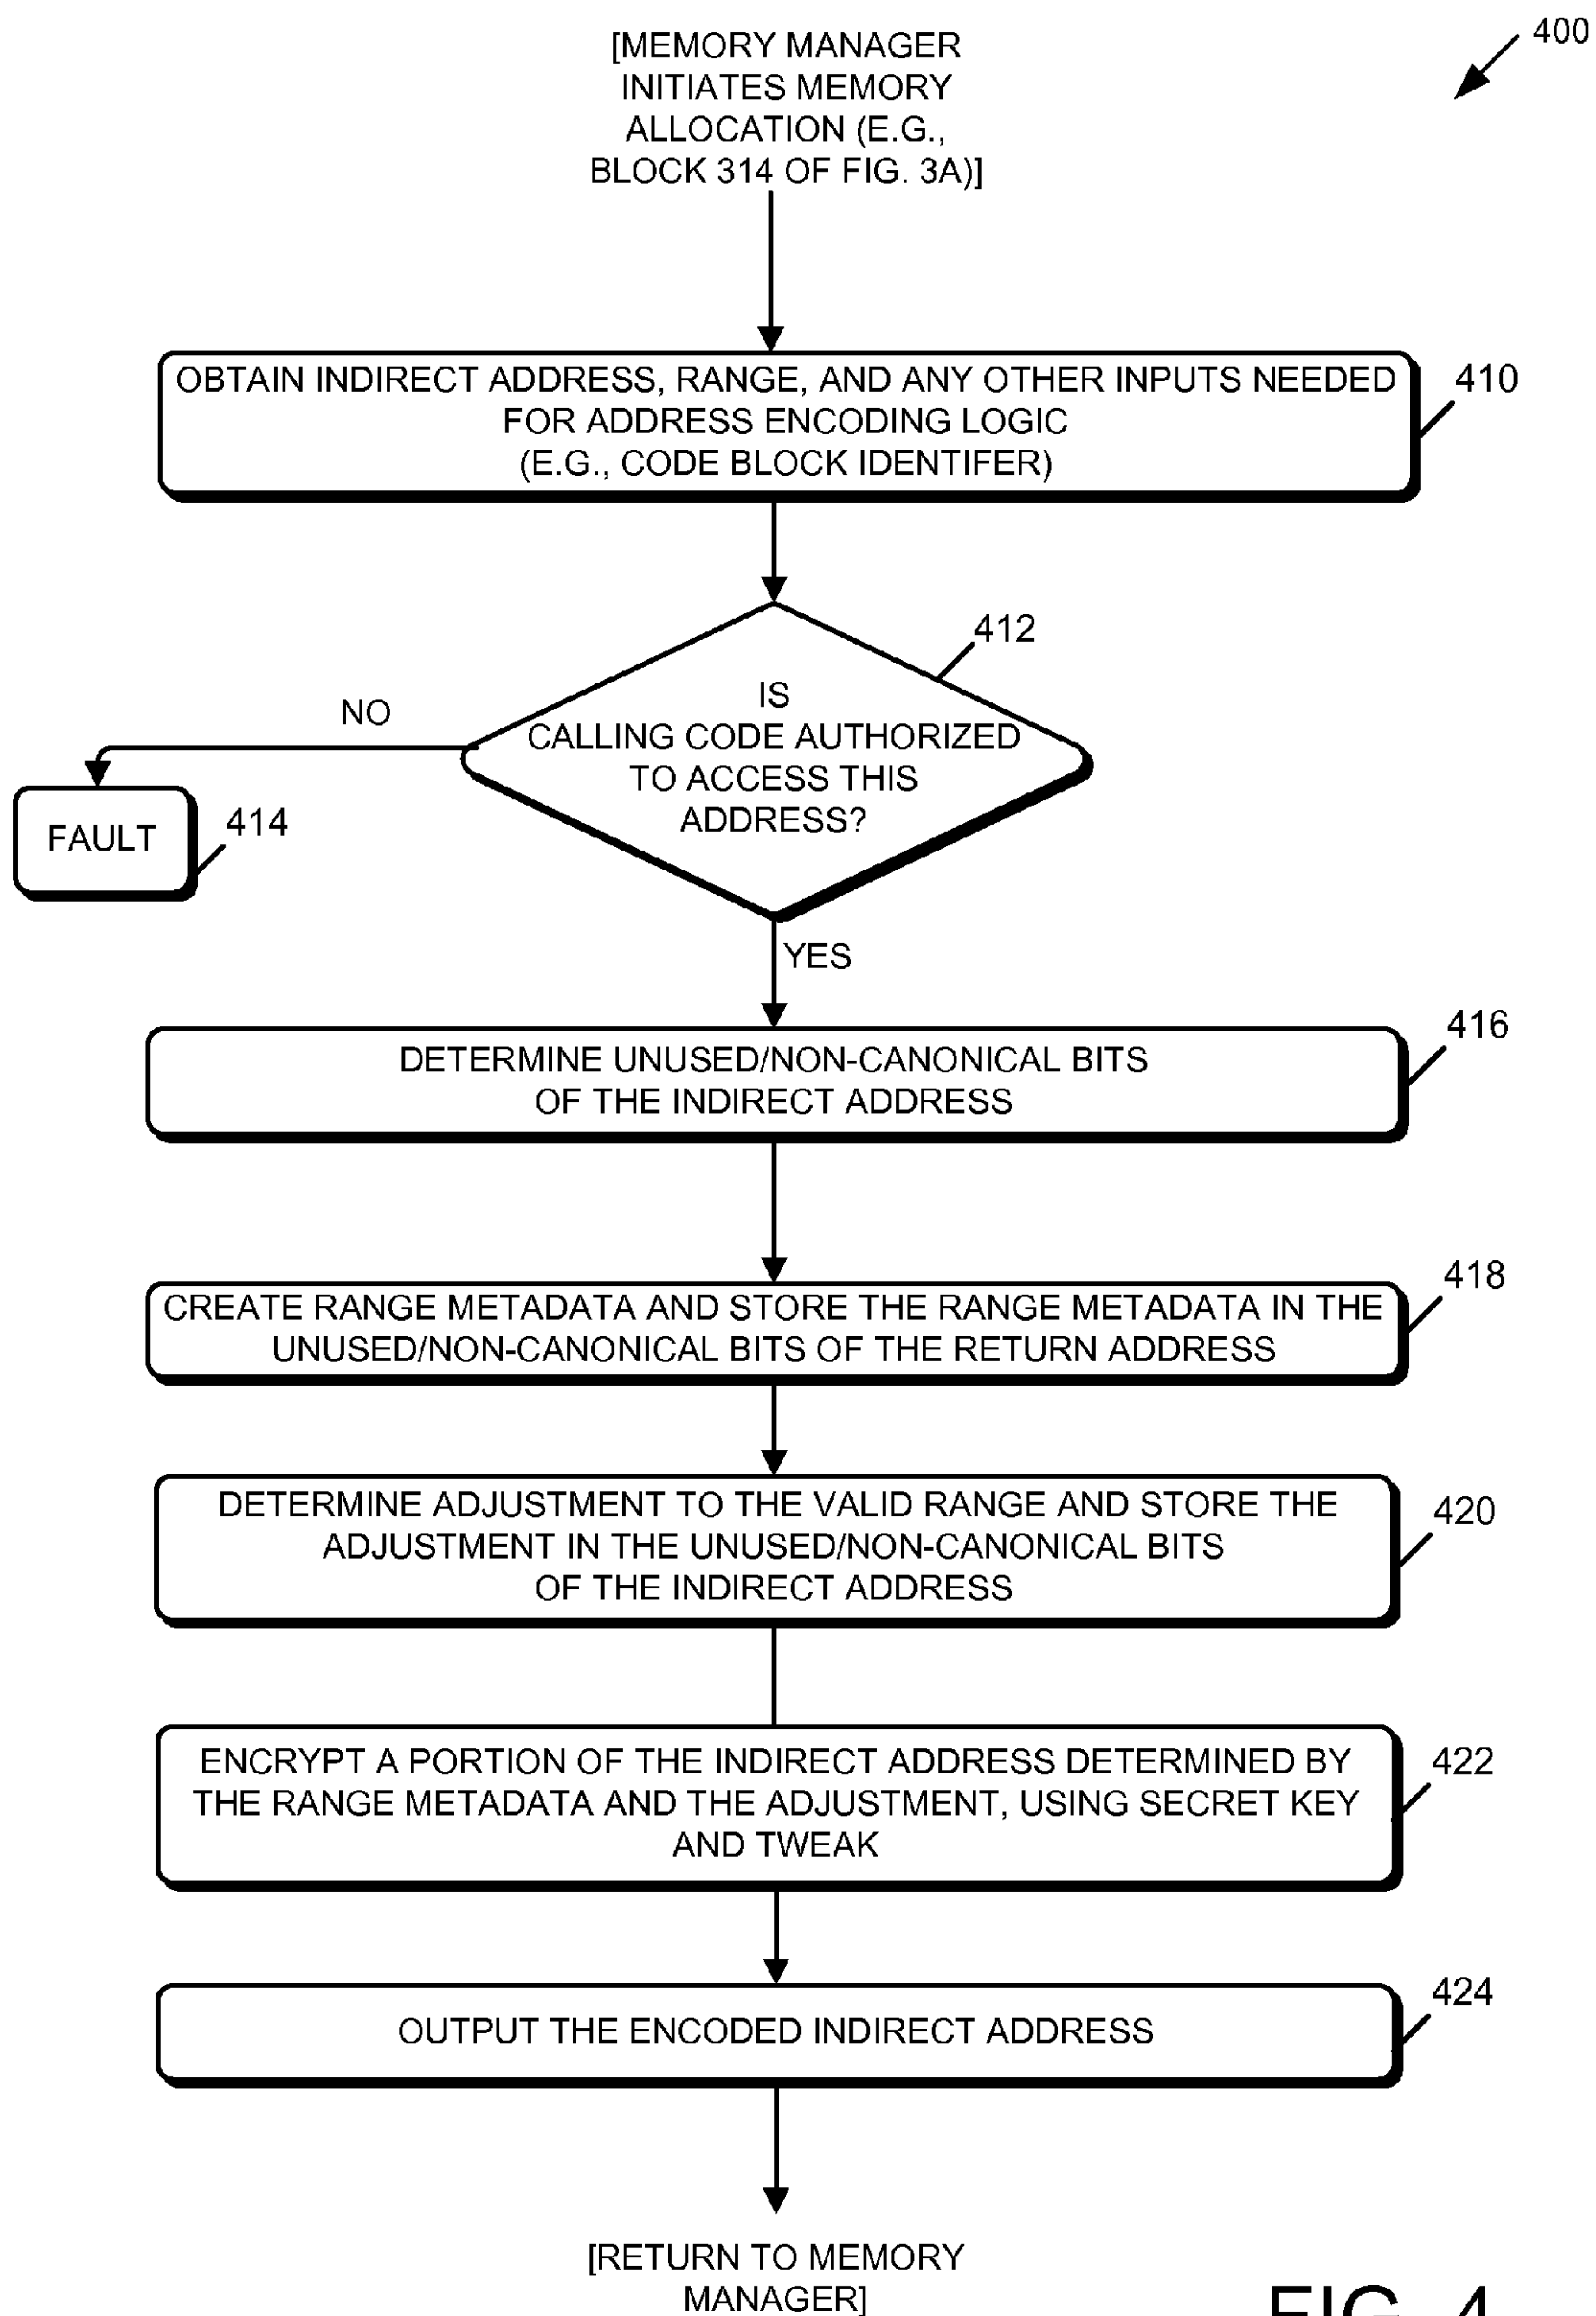 400
[MEMORY MANAGER
INITIATES MEMORY
ALLOCATION (E.G.,
BLOCK 314 OF FIG. 3A)]
OBTAIN INDIRECT ADDRESS, RANGE, AND ANY OTHER INPUTS NEEDED
FOR ADDRESS ENCODING LOGIC
(E.G., CODE BLOCK IDENTIFER)
410
412
IS
CALLING CODE AUTHORIZED
TO ACCESS THIS
ADDRESS?
NO
FAULT
414
YES
DETERMINE UNUSED/NON-CANONICAL BITS
OF THE INDIRECT ADDRESS
416
CREATE RANGE METADATA AND STORE THE RANGE METADATA IN THE
UNUSED/NON-CANONICAL BITS OF THE RETURN ADDRESS
418
DETERMINE ADJUSTMENT TO THE VALID RANGE AND STORE THE
ADJUSTMENT IN THE UNUSED/NON-CANONICAL BITS
OF THE INDIRECT ADDRESS
420
ENCRYPT A PORTION OF THE INDIRECT ADDRESS DETERMINED BY
THE RANGE METADATA AND THE ADJUSTMENT, USING SECRET KEY
AND TWEAK
422
OUTPUT THE ENCODED INDIRECT ADDRESS
424
[RETURN TO MEMORY
MANAGER]
FIG. 4